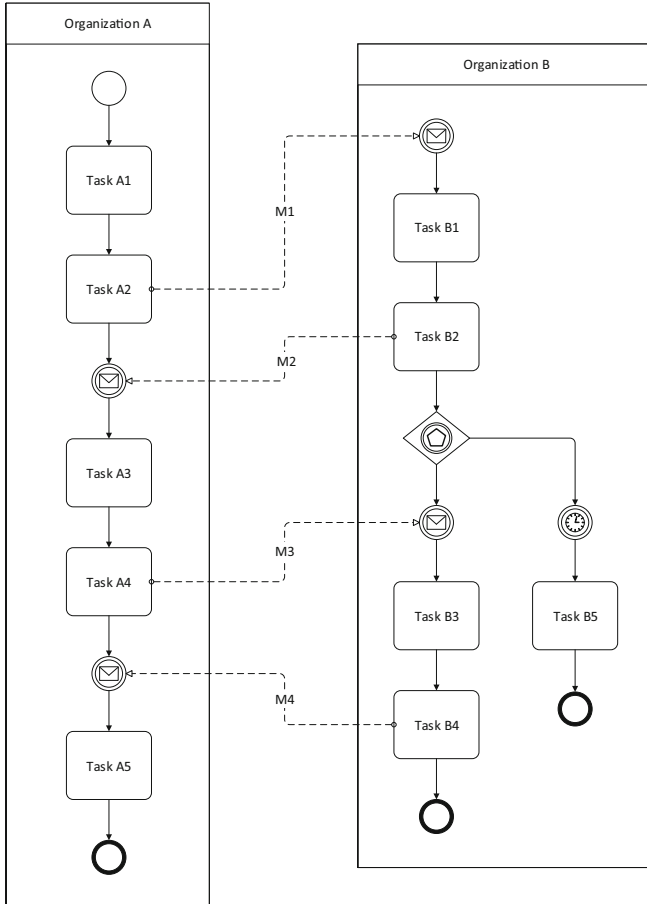 Organization A
Organization B
Task A1
M1
Task B1
Task A2
Task B2
M2
Task A3
M3
Task A4
Task B3
Task B5
M4
Task B4
Task A5